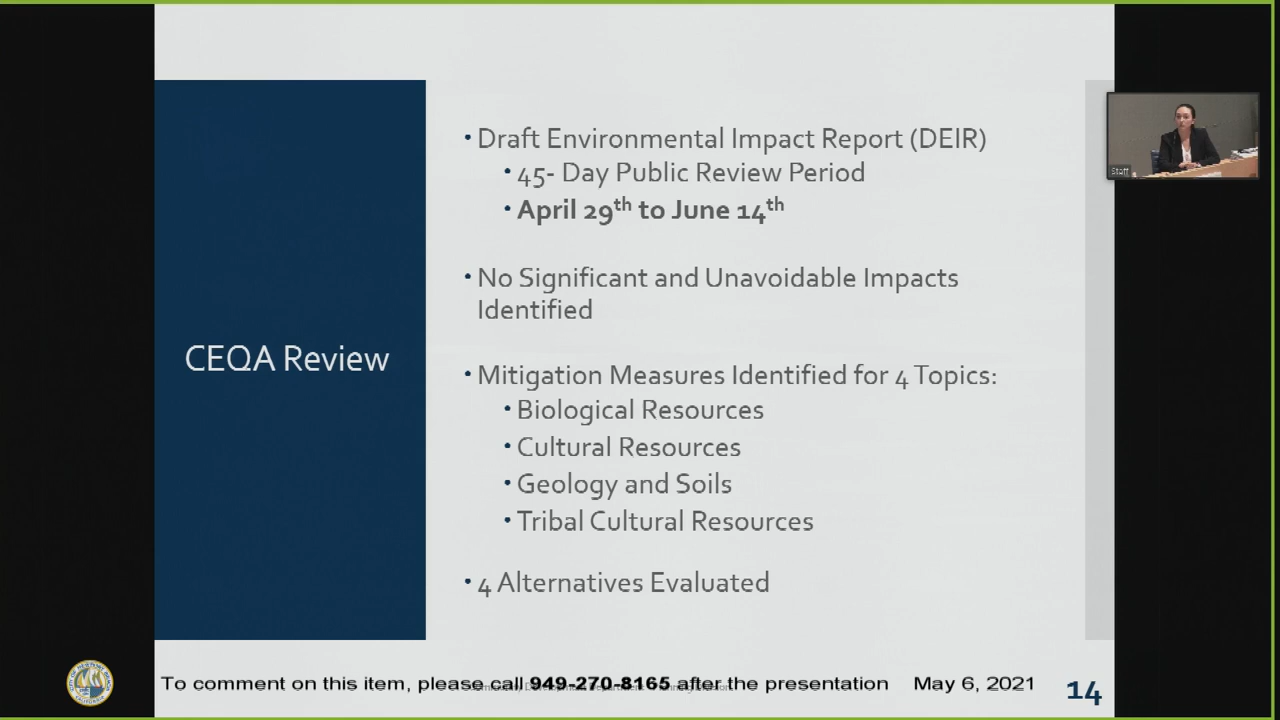 • Draft Environmental Impact Report (DEIR)
• 45- Day Public Review Period
• April 29th to June 14th
• No Significant and Unavoidable Impacts
Identified
CEQA Review
• Mitigation Measures Identified for 4 Topics:
• Biological Resources
• Cultural Resources
• Geology and Soils
• Tribal Cultural Resources
• 4 Alternatives Evaluated
Staff
To comment on this item, please call 949-270-8165 after the presentation May 6, 2021
14